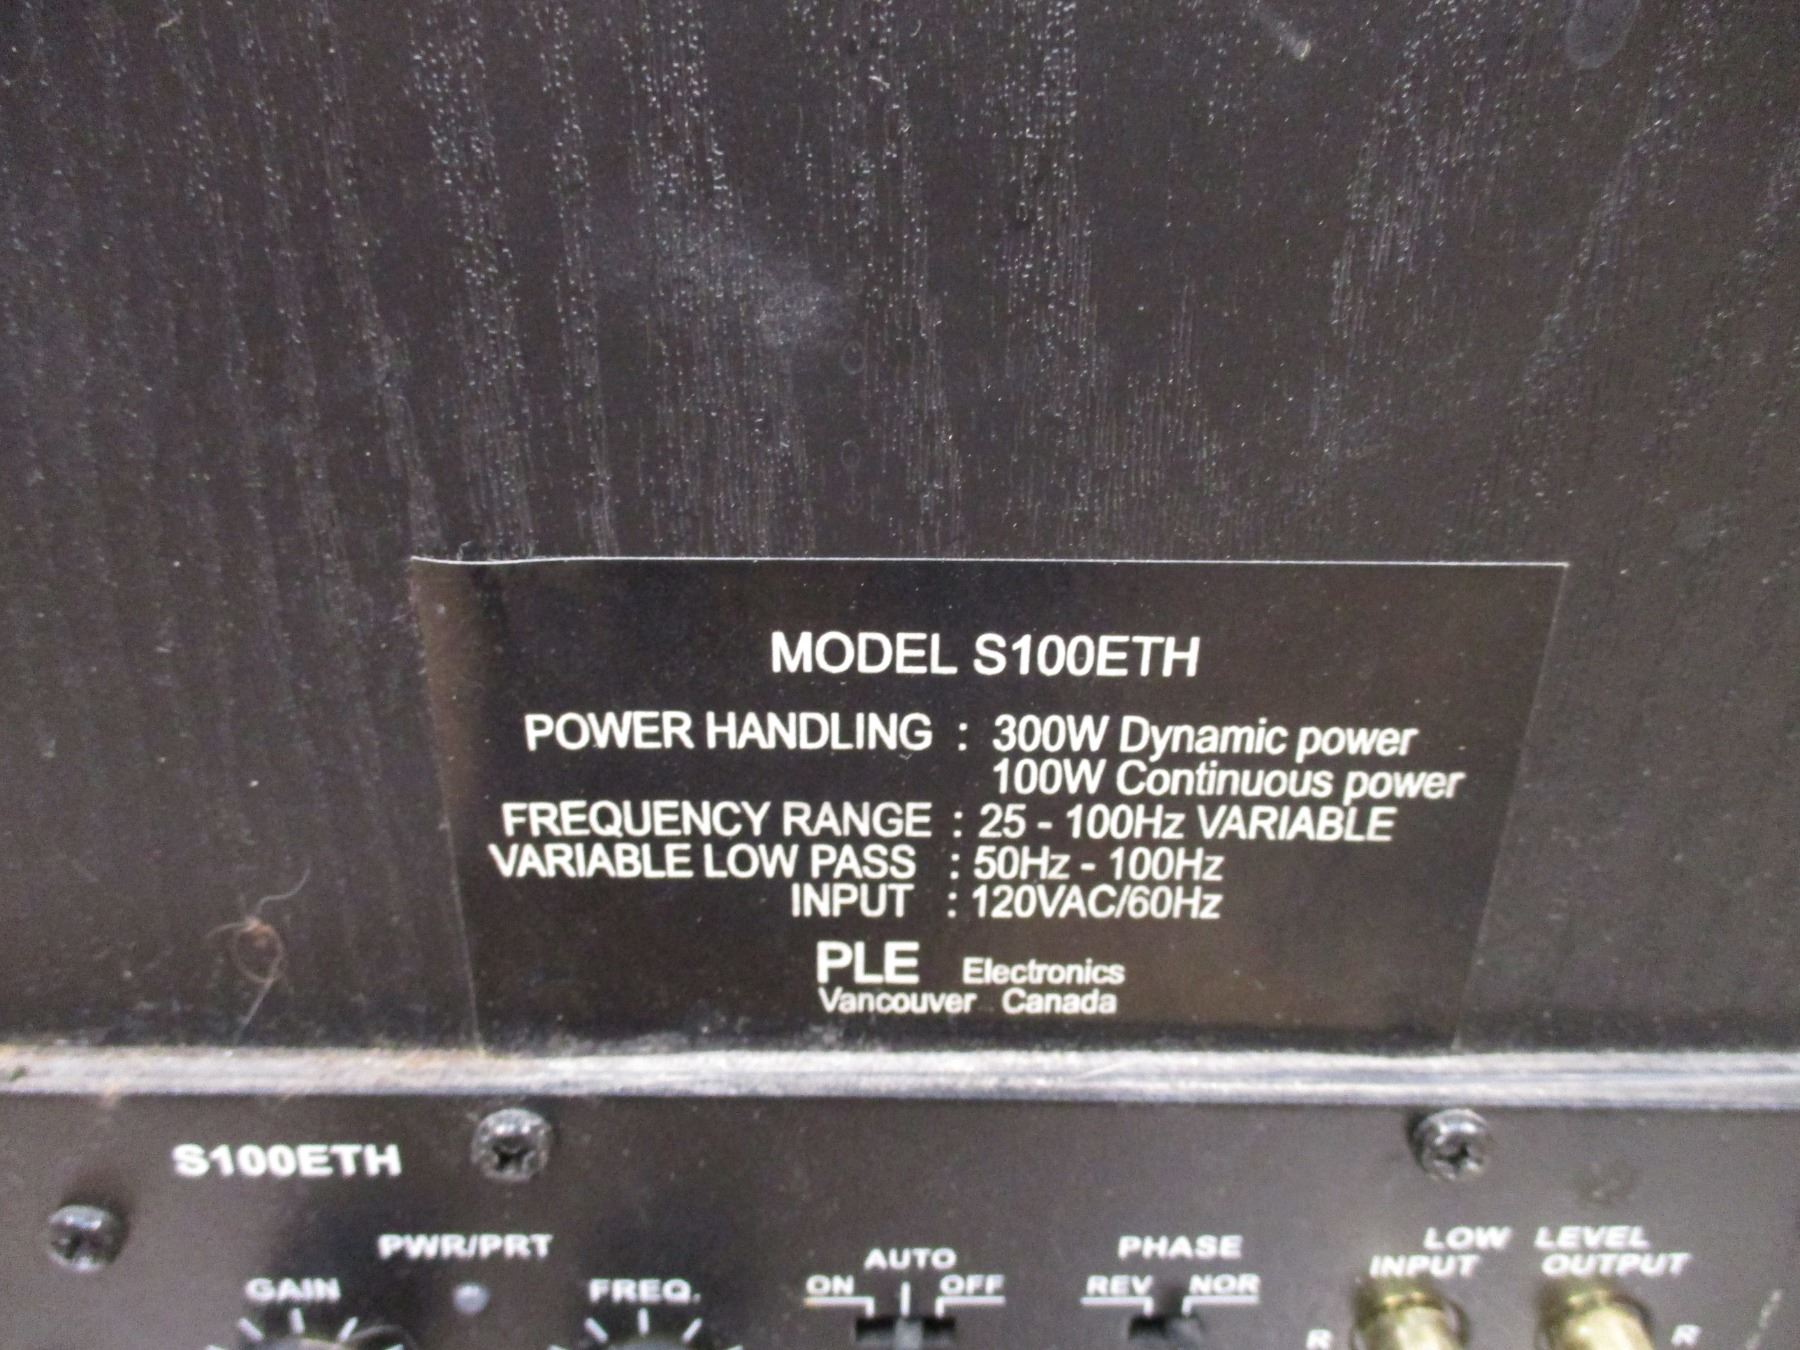 MODEL S100ETH
POWER HANDLING : 300W Dynamic power
100W Continuous power
FREQUENCY RANGE : 25 - 100Hz VARIABLE
VARIABLE LOW PASS : 50Hz - 100Hz
INPUT : 120VAC/60Hz
PLE Electronics
Vancouver Canada
S100ETH
PWR/PRT
GAIN
FREQ.
AUTO
ON OFF
PHASE
REV NOR
LOW LEVEL
INPUT OUTPUT
R R